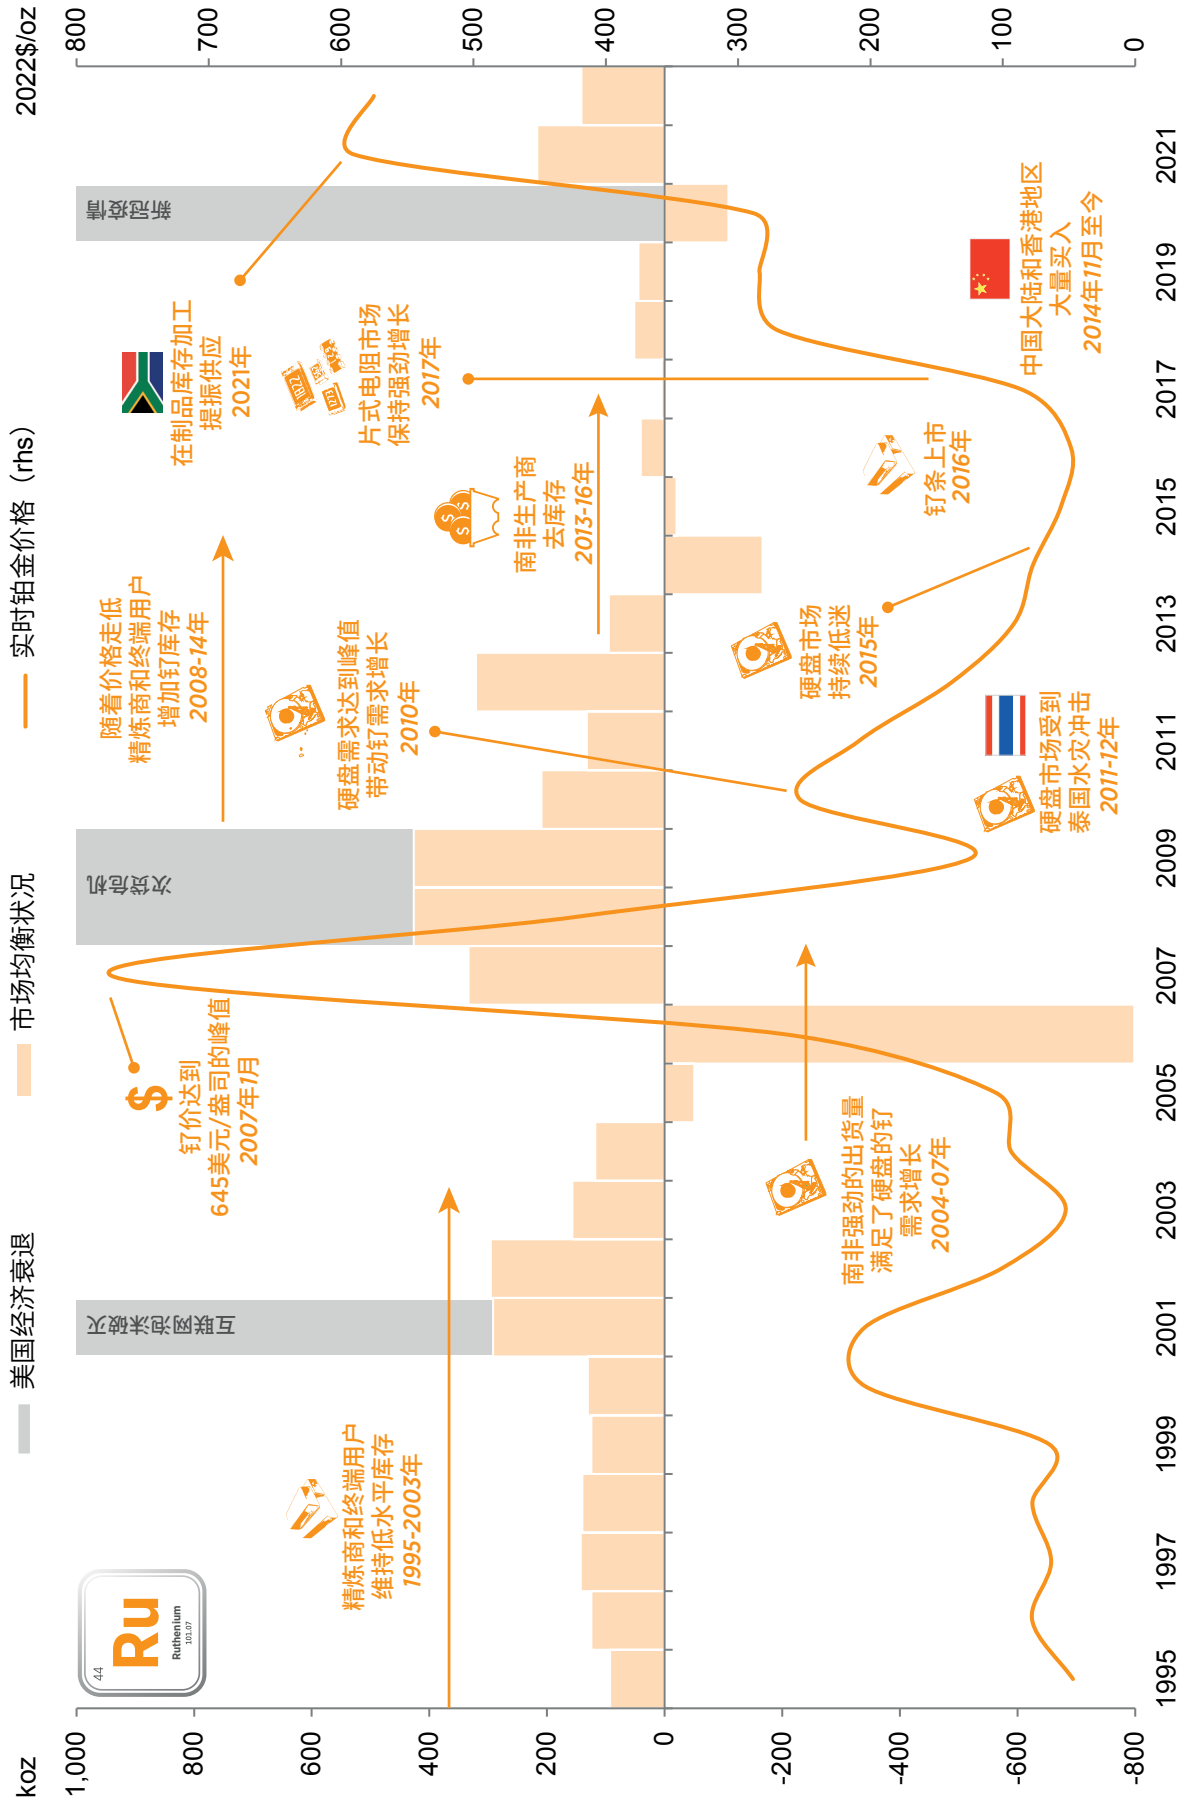 美国经济衰退
市场均衡状况
实时铂金价格（rhs）
koz
2022$/oz
1,000
800
600
400
200
0
-200
-400
-600
-800
800
700
600
500
400
300
200
100
0
44
Ru
Ruthenium
101.07
精炼商和终端用户
维持低水平库存
1995-2003年
互联网泡沫破灭
钌价达到
645美元/盎司的峰值
2007年1月
$
南非强劲的出货量
满足了硬盘的钌
需求增长
2004-07年
次贷危机
随着价格走低
精炼商和终端用户
增加钌库存
2008-14年
硬盘需求达到峰值
带动钌需求增长
2010年
硬盘市场受到
泰国水灾冲击
2011-12年
南非生产商
去库存
2013-16年
硬盘市场
持续低迷
2015年
钌条上市
2016年
片式电阻市场
保持强劲增长
2017年
在制品库存加工
提振供应
2021年
新冠疫情
中国大陆和香港地区
大量买入
2014年11月至今
1995
1997
1999
2001
2003
2005
2007
2009
2011
2013
2015
2017
2019
2021